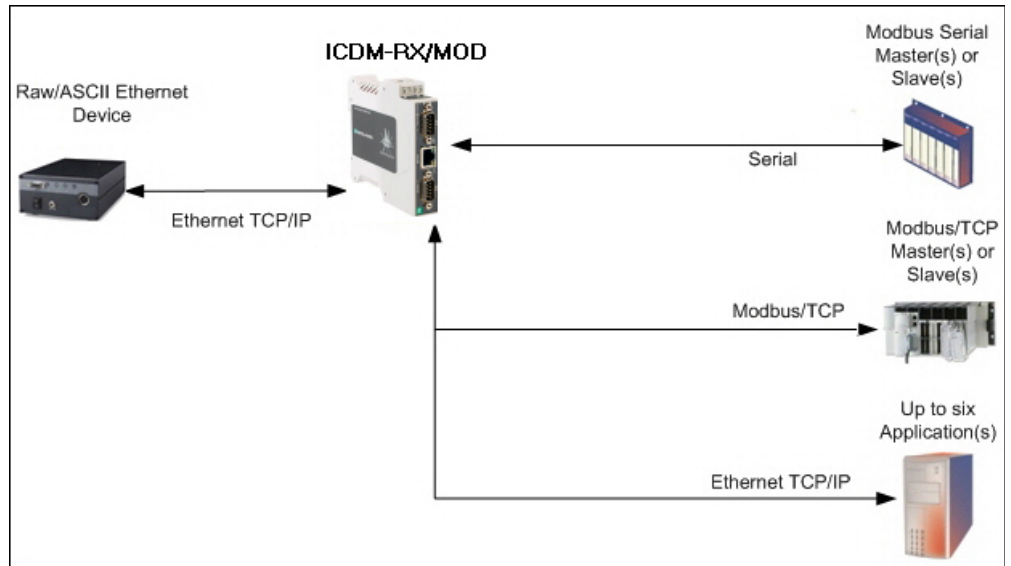 ICDM-RX/MOD
Raw/ASCII Ethernet
Device
Ethernet TCP/IP
Modbus Serial
Master(s) or
Slave(s)
Serial
Modbus/TCP
Master(s) or
Slave(s)
Modbus/TCP
Up to six
Application(s)
Ethernet TCP/IP